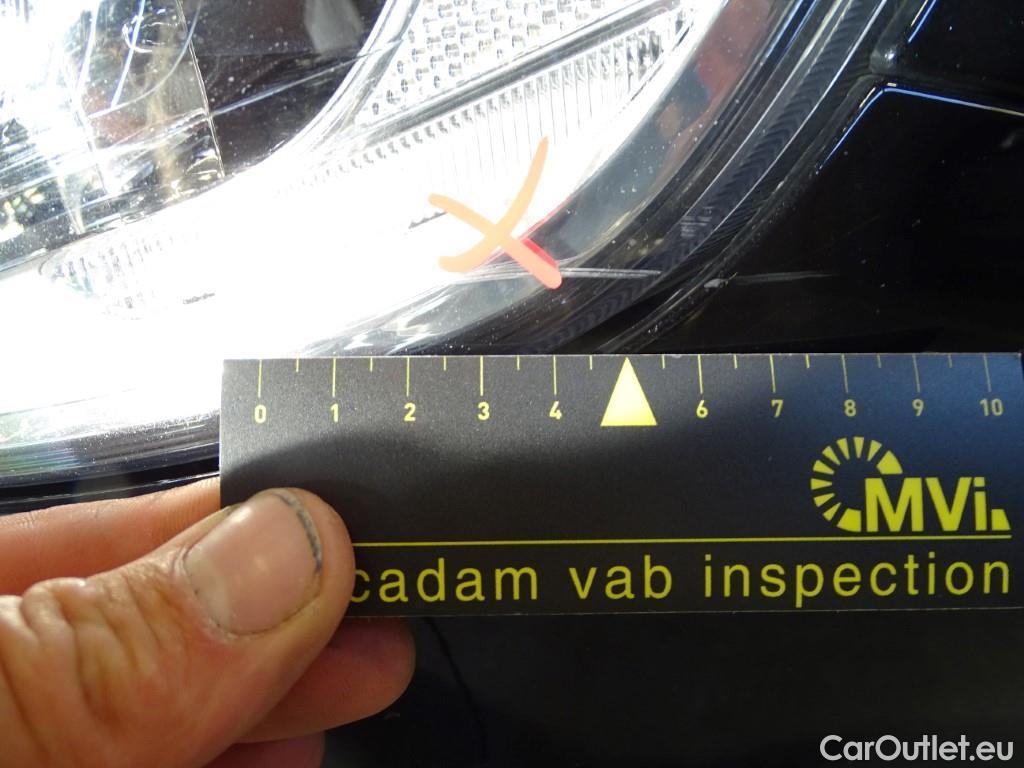 0 1 2 3 4 6 7 8 9 10
MVi
cadam vab inspection
CarOutlet.eu